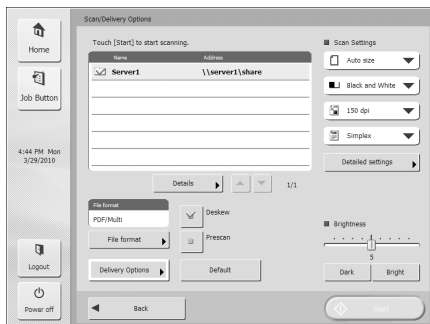 Scan/Delivery Options
Home
Job Button
4:44 PM Mon
3/29/2010
Logout
Power off
Touch [Start] to start scanning.
Name Address
Server1 \\server1\share
Details
1/1
File format
PDF/Multi
File format
Deskew
Prescan
Delivery Options
Default
Back
Scan Settings
Auto size
Black and White
150 dpi
Simplex
Detailed settings
Brightness
5
Dark
Bright
Start